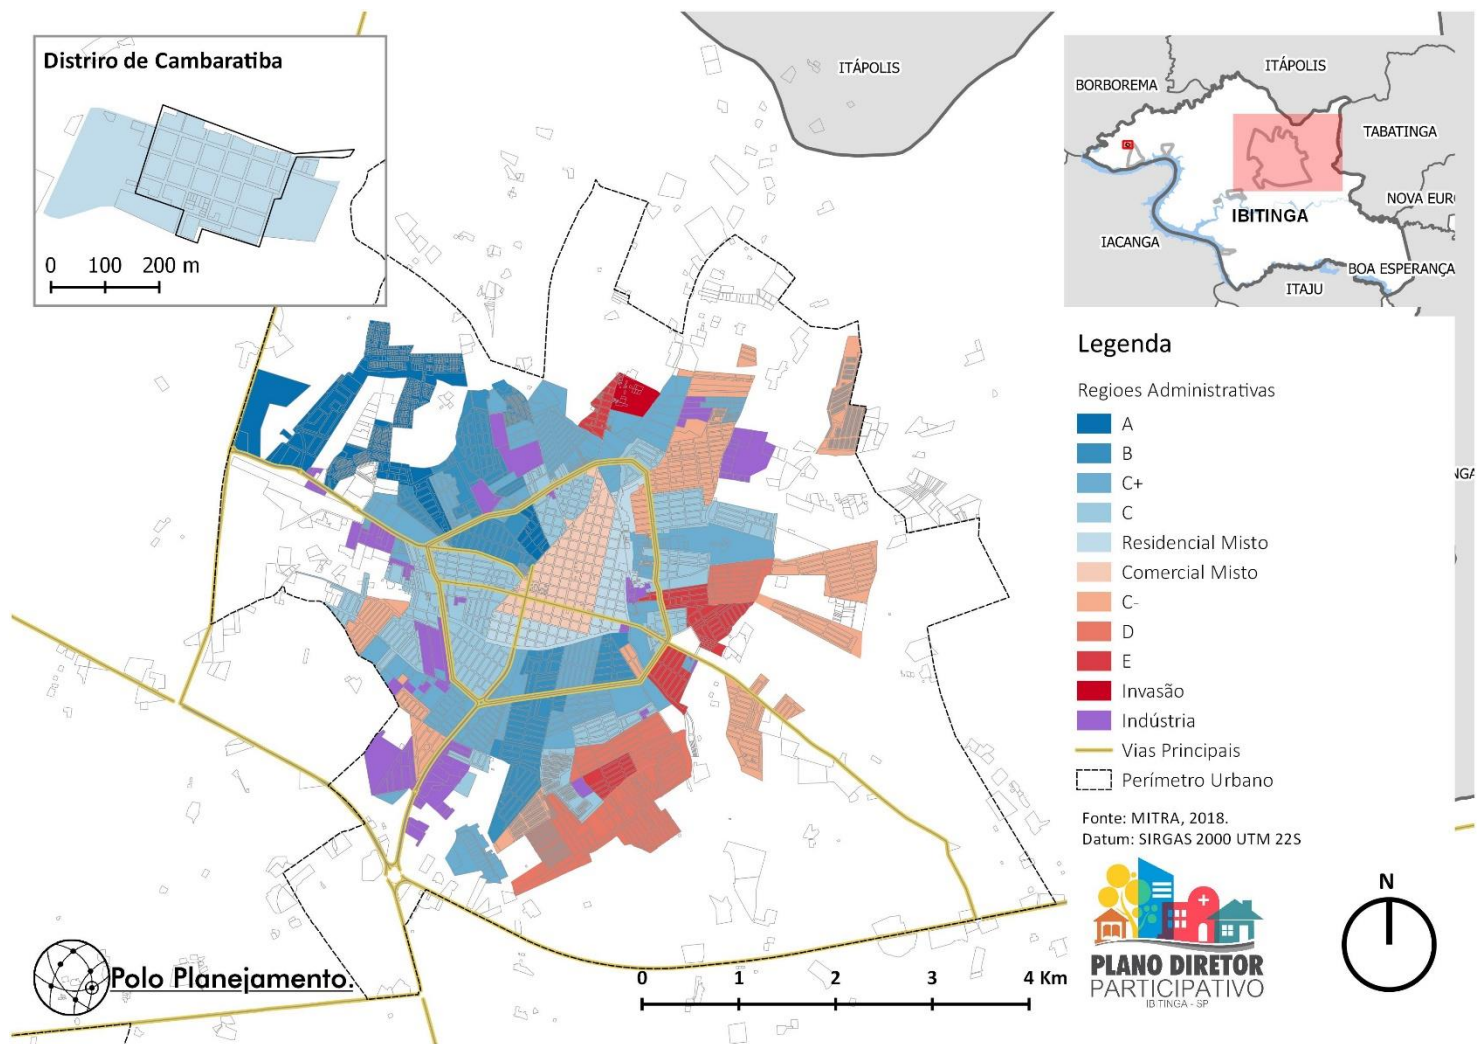 Distriro de Cambaratiba
0 100 200 m
ITÁPOLIS
BORBOREMA
ITÁPOLIS
TABATINGA
NOVA EUR
IBITINGA
IACANGA
BOA ESPERANÇA
ITAJU
Legenda
Regioes Administrativas
A
B
C+
C
Residencial Misto
Comercial Misto
C-
D
E
Invasão
Indústria
Vias Principais
Perímetro Urbano
Fonte: MITRA, 2018.
Datum: SIRGAS 2000 UTM 22S
PLANO DIRETOR
PARTICIPATIVO
IBITINGA - SP
N
Polo Planejamento.
0 1 2 3 4 Km